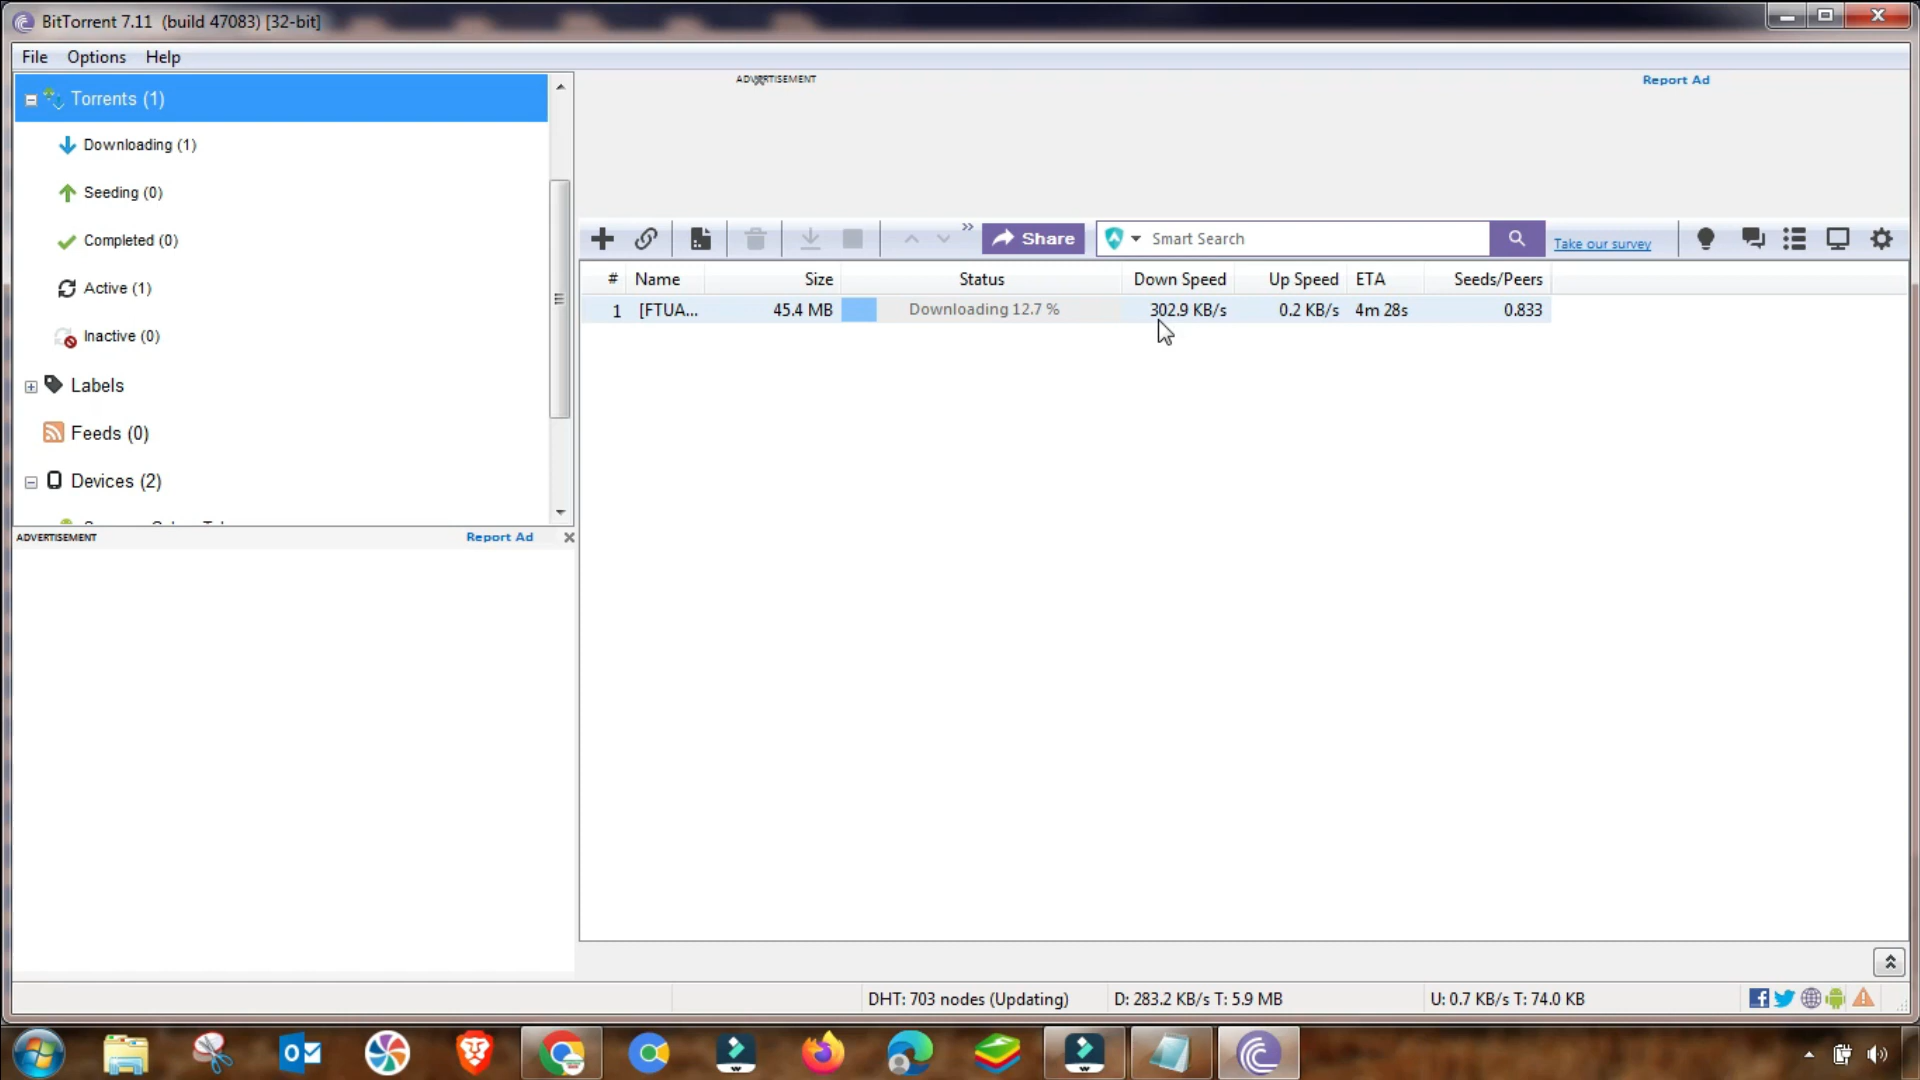 BitTorrent 7.11 (build 47083) [32-bit]
File Options Help
Torrents (1)
Downloading (1)
Seeding (0)
Completed (0)
Active (1)
Inactive (0)
Labels
Feeds (0)
Devices (2)
ADVERTISEMENT Report Ad
ADVERTISEMENT Report Ad
Share Smart Search Take our survey
# Name Size Status Down Speed Up Speed ETA Seeds/Peers
1 [FTUA... 45.4 MB Downloading 12.7 % 302.9 KB/s 0.2 KB/s 4m 28s 0.833
DHT: 703 nodes (Updating) D: 283.2 KB/s T: 5.9 MB U: 0.7 KB/s T: 74.0 KB